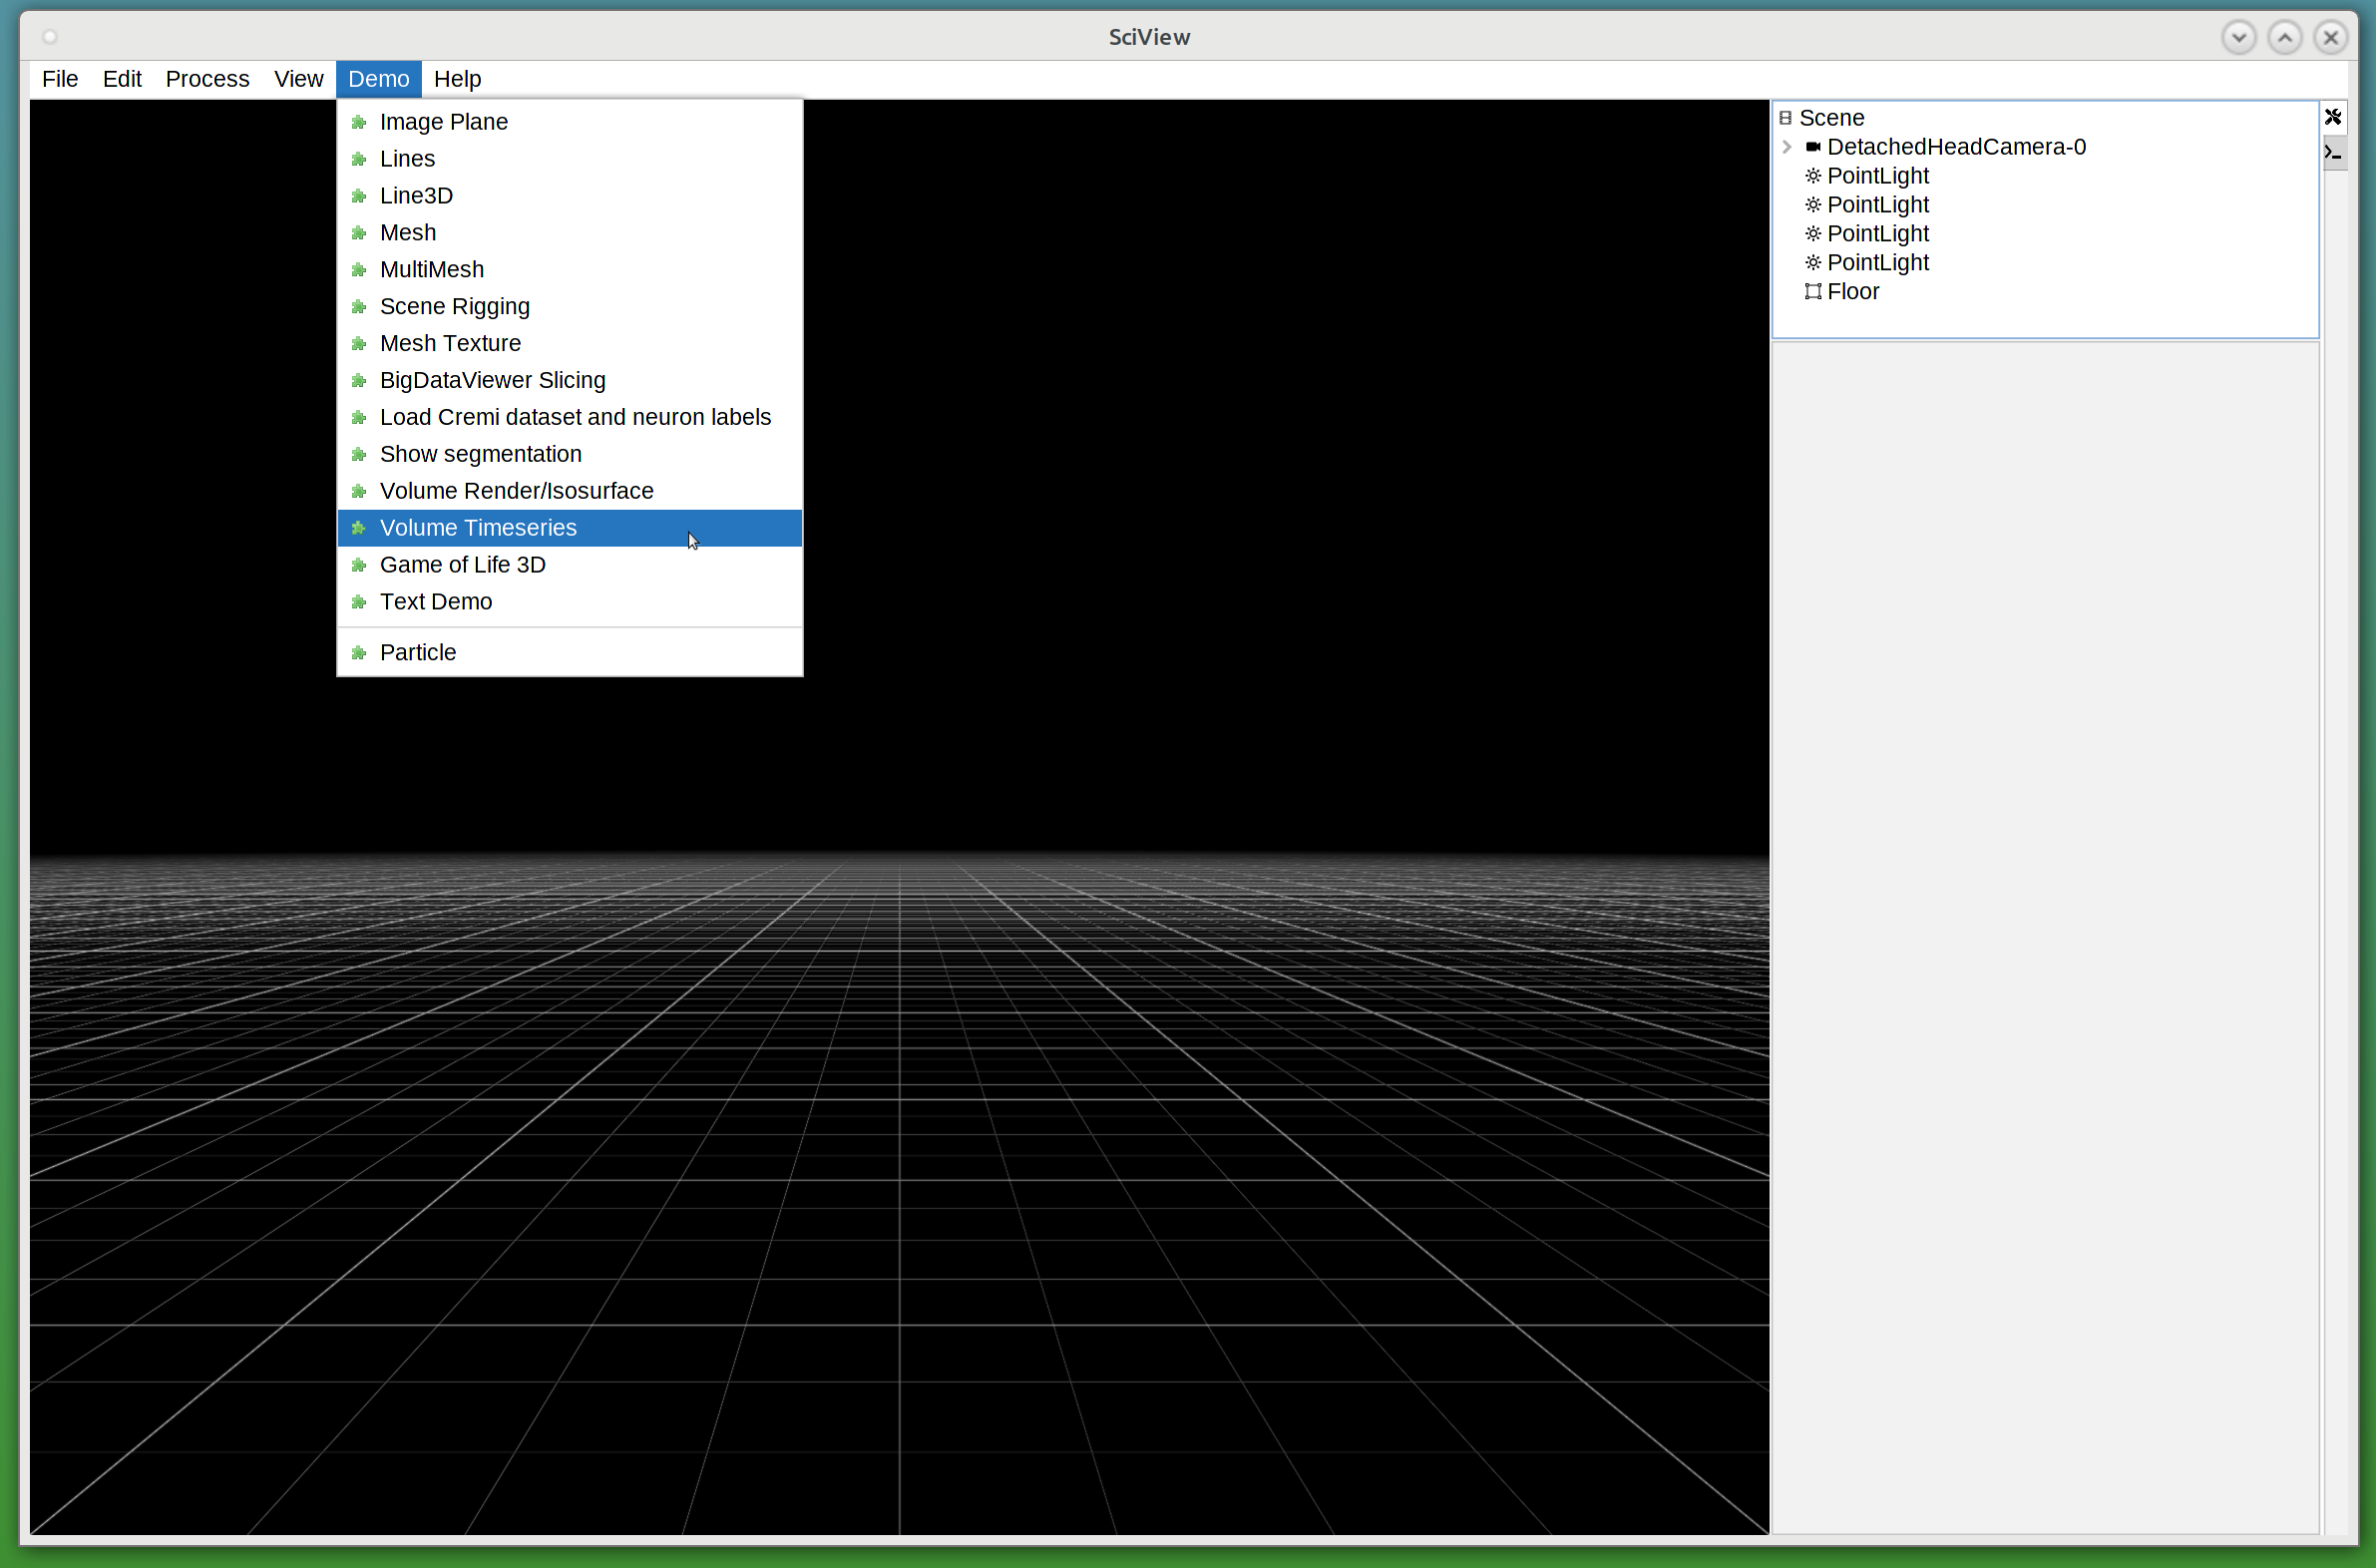 SciView
File Edit Process View Demo Help
Image Plane
Lines
Line3D
Mesh
MultiMesh
Scene Rigging
Mesh Texture
BigDataViewer Slicing
Load Cremi dataset and neuron labels
Show segmentation
Volume Render/Isosurface
Volume Timeseries
Game of Life 3D
Text Demo
Particle
Scene
DetachedHeadCamera-0
PointLight
PointLight
PointLight
PointLight
Floor